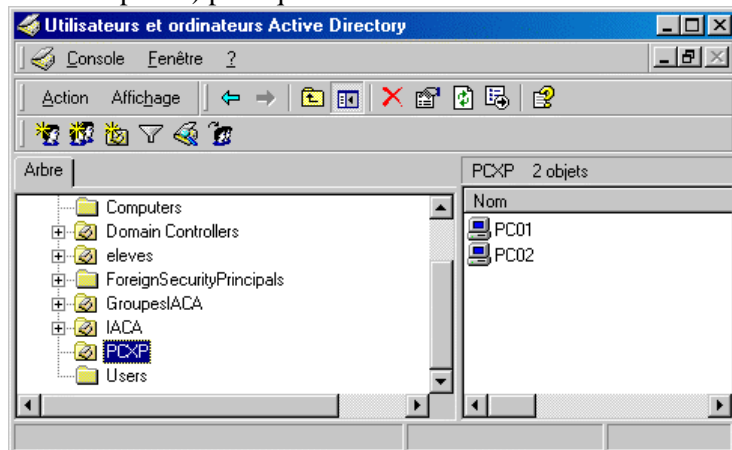 Utilisateurs et ordinateurs Active Directory
Console Fenêtre ?
Action Affichage
Arbre
PCXP 2 objets
Nom
Computers
Domain Controllers
eleves
ForeignSecurityPrincipals
GroupesIACA
IACA
PCXP
Users
PC01
PC02